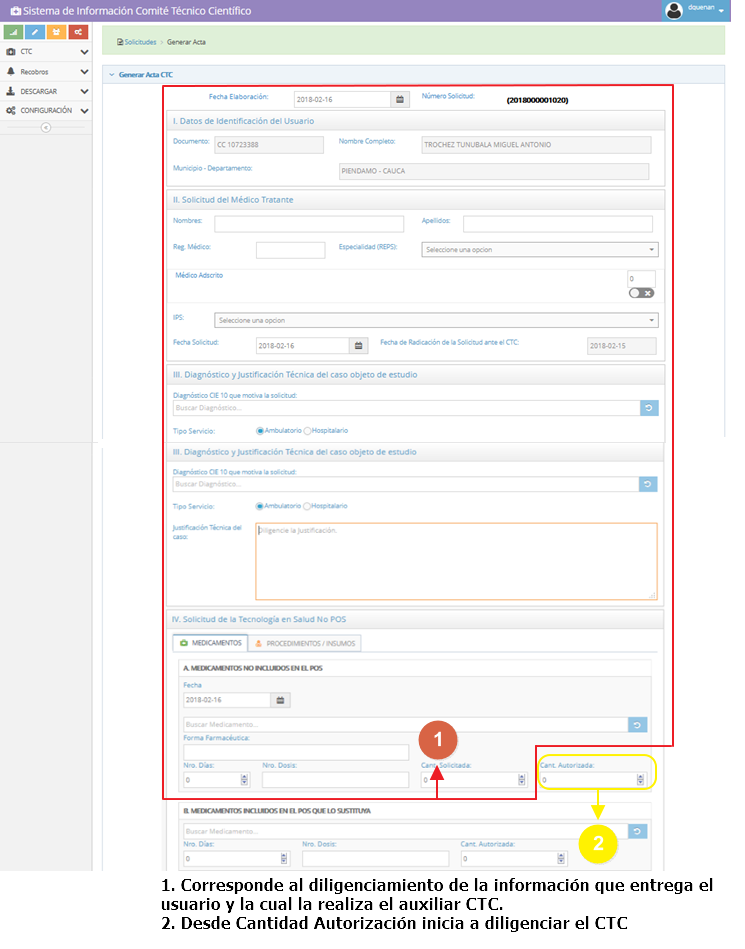 Sistema de Información Comité Técnico Científico
dquenan
CTC
Recobros
DESCARGAR
CONFIGURACIÓN
Solicitudes > Generar Acta
Generar Acta CTC
Fecha Elaboración: 2018-02-16 Número Solicitud: (2018000001020)
I. Datos de Identificación del Usuario
Documento: CC 10723388 Nombre Completo: TROCHEZ TUNUBALA MIGUEL ANTONIO
Municipio - Departamento: PIENDAMO - CAUCA
II. Solicitud del Médico Tratante
Nombres: Apellidos:
Reg. Médico: Especialidad (REPS): Seleccione una opcion
Médico Adscrito 0
IPS: Seleccione una opcion
Fecha Solicitud: 2018-02-16 Fecha de Radicación de la Solicitud ante el CTC: 2018-02-15
III. Diagnóstico y Justificación Técnica del caso objeto de estudio
Diagnóstico CIE 10 que motiva la solicitud:
Buscar Diagnóstico...
Tipo Servicio: Ambulatorio Hospitalario
III. Diagnóstico y Justificación Técnica del caso objeto de estudio
Diagnóstico CIE 10 que motiva la solicitud:
Buscar Diagnóstico...
Tipo Servicio: Ambulatorio Hospitalario
Justificación Técnica del caso: Diligencie la Justificación.
IV. Solicitud de la Tecnología en Salud No POS
MEDICAMENTOS PROCEDIMIENTOS / INSUMOS
A. MEDICAMENTOS NO INCLUIDOS EN EL POS
Fecha
2018-02-16
Buscar Medicamento...
Forma Farmacéutica:
1
Nro. Días: Nro. Dosis: Cant. Solicitada: Cant. Autorizada:
0 0 0
B. MEDICAMENTOS INCLUIDOS EN EL POS QUE LO SUSTITUYA
Buscar Medicamento...
2
Nro. Días: Nro. Dosis: Cant. Autorizada:
0 0
1. Corresponde al diligenciamiento de la información que entrega el
usuario y la cual la realiza el auxiliar CTC.
2. Desde Cantidad Autorización inicia a diligenciar el CTC